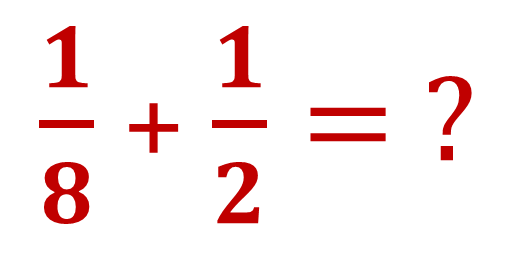 1/8 + 1/2 = ?